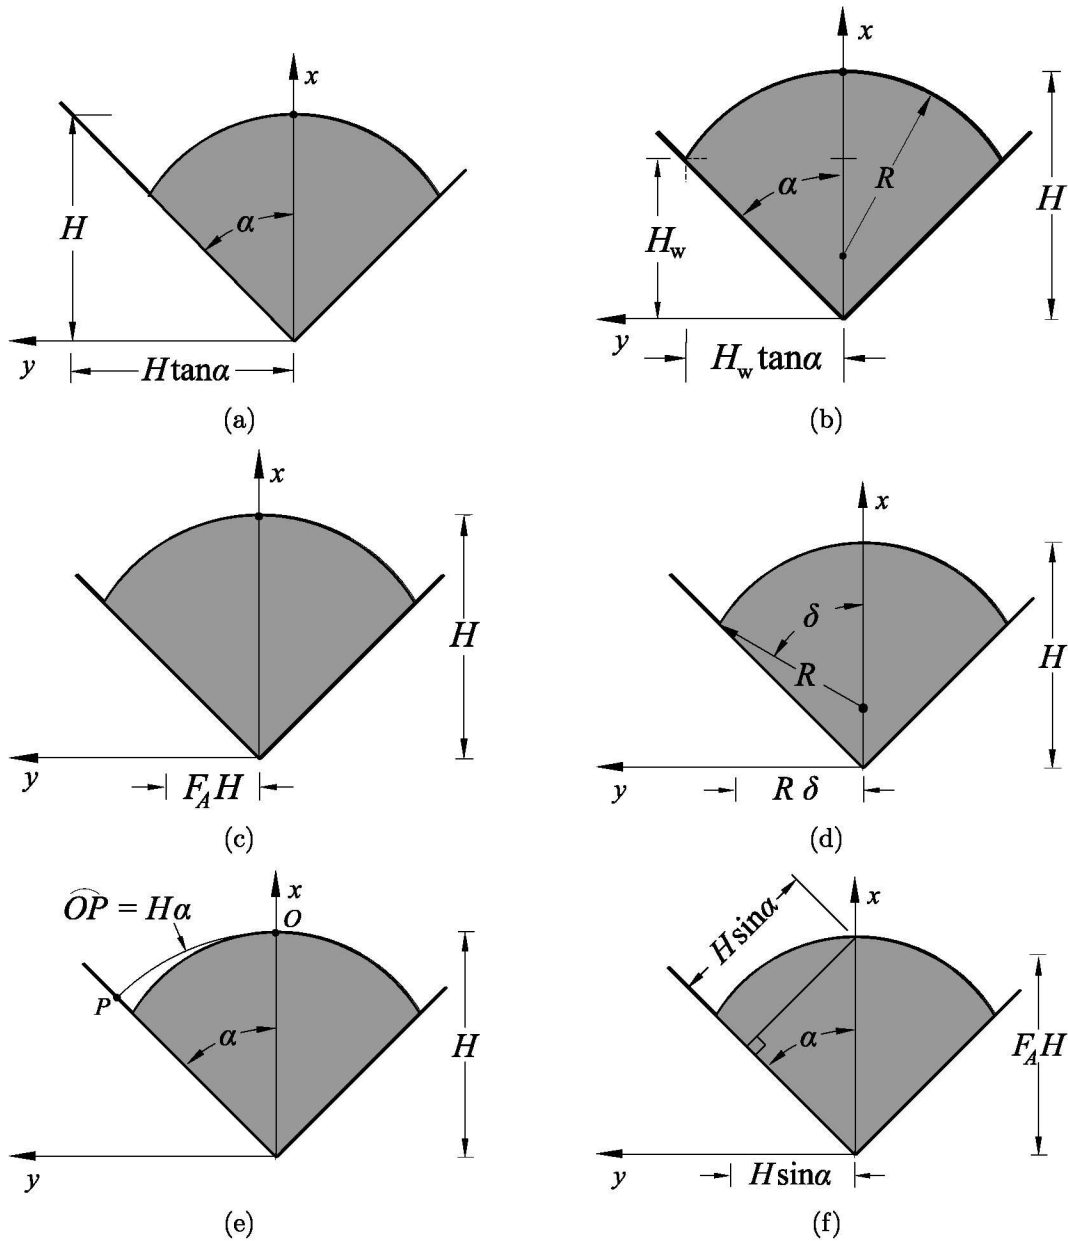 x
H
α
y
H tanα
(a)
x
R
α
H_w
H
y
H_w tanα
(b)
x
H
y
F_A H
(c)
x
δ
R
H
y
R δ
(d)
OP = Hα
x
O
P
α
H
y
(e)
H sinα
x
α
F_A H
y
H sinα
(f)